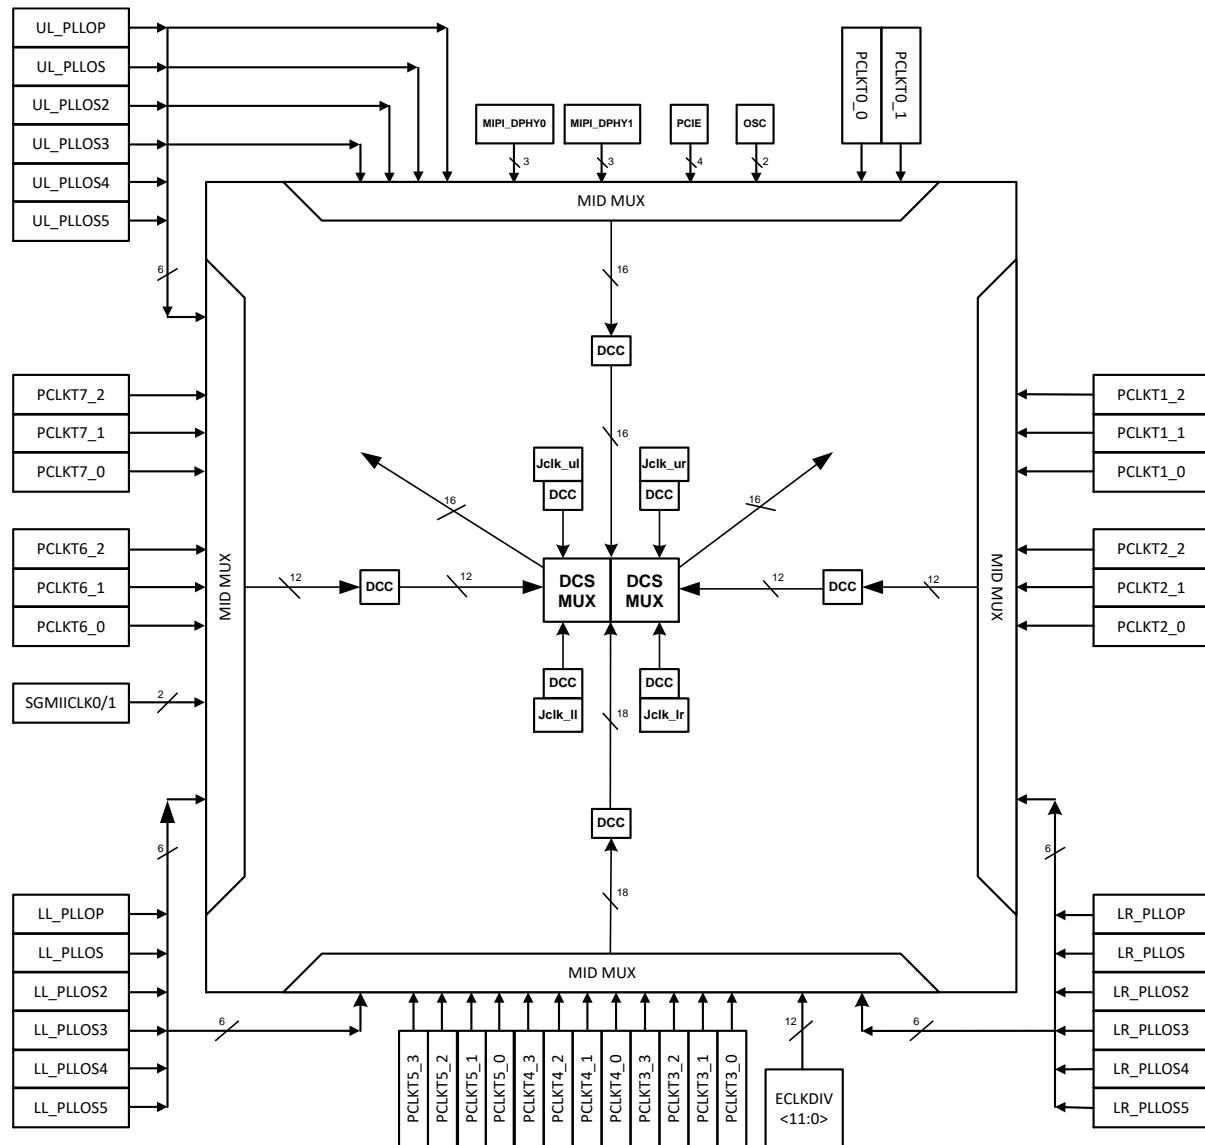 UL_PLLOP
UL_PLLOS
UL_PLLOS2
UL_PLLOS3
UL_PLLOS4
UL_PLLOS5
6
MIPI_DPHY0
3
MIPI_DPHY1
3
PCIE
4
OSC
2
PCLKT0_0
PCLKT0_1
MID MUX
16
DCC
16
PCLKT7_2
PCLKT7_1
PCLKT7_0
PCLKT6_2
PCLKT6_1
PCLKT6_0
SGMIICLK0/1
2
MID MUX
12
DCC
12
16
Jclk_ul
DCC
Jclk_ur
DCC
16
DCS
MUX
DCS
MUX
12
DCC
12
MID MUX
PCLKT1_2
PCLKT1_1
PCLKT1_0
PCLKT2_2
PCLKT2_1
PCLKT2_0
DCC
Jclk_ll
DCC
Jclk_lr
18
DCC
18
MID MUX
6
LL_PLLOP
LL_PLLOS
LL_PLLOS2
LL_PLLOS3
LL_PLLOS4
LL_PLLOS5
6
PCLKT5_3
PCLKT5_2
PCLKT5_1
PCLKT5_0
PCLKT4_3
PCLKT4_2
PCLKT4_1
PCLKT4_0
PCLKT3_3
PCLKT3_2
PCLKT3_1
PCLKT3_0
12
ECLKDIV
<11:0>
6
6
LR_PLLOP
LR_PLLOS
LR_PLLOS2
LR_PLLOS3
LR_PLLOS4
LR_PLLOS5